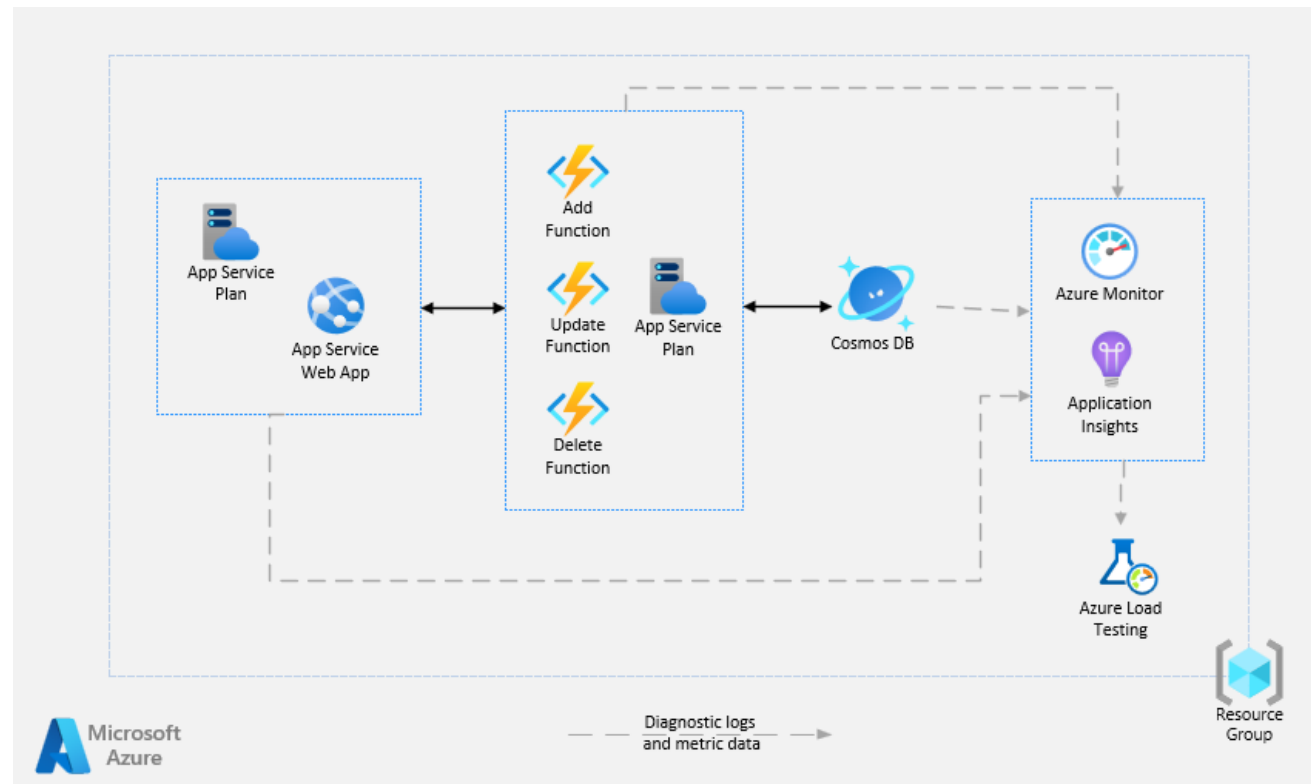 App Service
Plan
App Service
Web App
Add
Function
Update
Function
Delete
Function
App Service
Plan
Cosmos DB
Azure Monitor
Application
Insights
Azure Load
Testing
Resource
Group
Microsoft
Azure
Diagnostic logs
and metric data